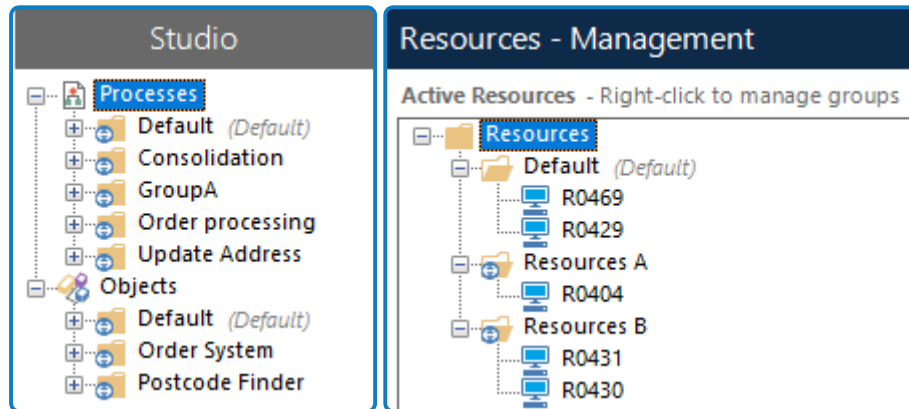 Studio
Processes
Default (Default)
Consolidation
GroupA
Order processing
Update Address
Objects
Default (Default)
Order System
Postcode Finder
Resources - Management
Active Resources - Right-click to manage groups
Resources
Default (Default)
R0469
R0429
Resources A
R0404
Resources B
R0431
R0430